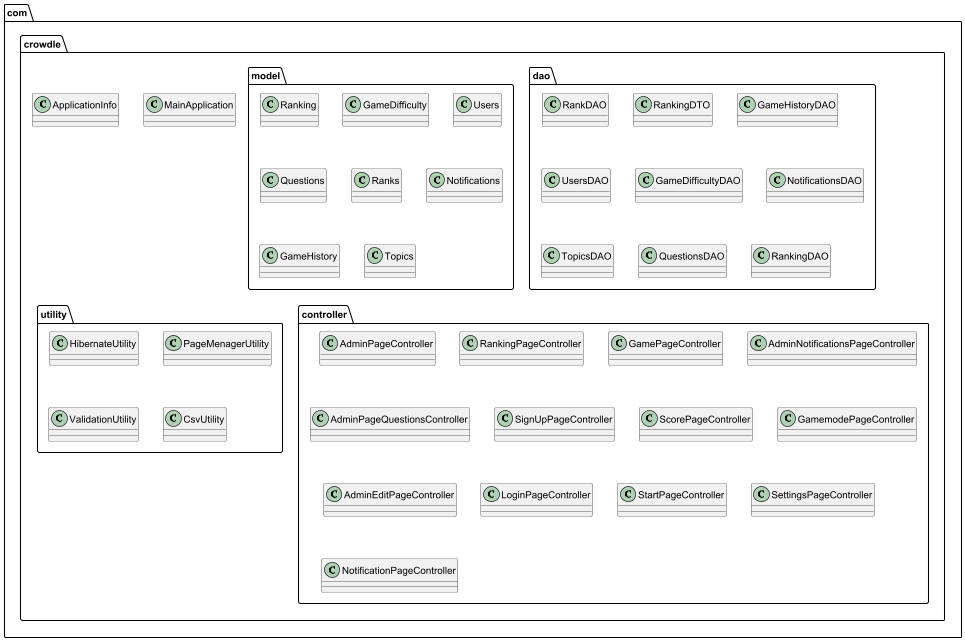 com
crowdle
model
dao
C ApplicationInfo
C MainApplication
C Ranking
C GameDifficulty
C Users
C RankDAO
C RankingDTO
C GameHistoryDAO
C Questions
C Ranks
C Notifications
C UsersDAO
C GameDifficultyDAO
C NotificationsDAO
C GameHistory
C Topics
C TopicsDAO
C QuestionsDAO
C RankingDAO
utility
controller
C HibernateUtility
C PageMenagerUtility
C AdminPageController
C RankingPageController
C GamePageController
C AdminNotificationsPageController
C ValidationUtility
C CsvUtility
C AdminPageQuestionsController
C SignUpPageController
C ScorePageController
C GamemodePageController
C AdminEditPageController
C LoginPageController
C StartPageController
C SettingsPageController
C NotificationPageController